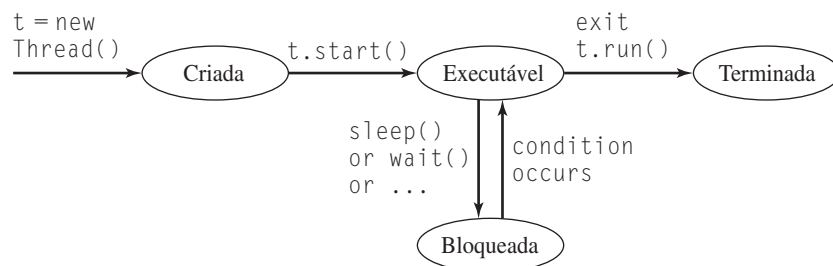 t = new
Thread()
Criada
t.start()
Executável
exit
t.run()
Terminada
sleep()
or wait()
or ...
condition
occurs
Bloqueada